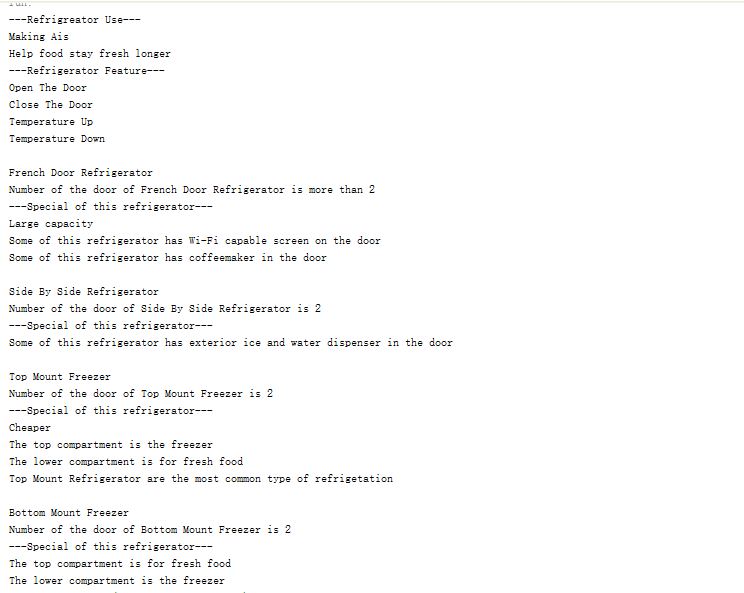 run:
---Refrigreator Use---
Making Ais
Help food stay fresh longer
---Refrigerator Feature---
Open The Door
Close The Door
Temperature Up
Temperature Down
French Door Refrigerator
Number of the door of French Door Refrigerator is more than 2
---Special of this refrigerator---
Large capacity
Some of this refrigerator has Wi-Fi capable screen on the door
Some of this refrigerator has coffeemaker in the door
Side By Side Refrigerator
Number of the door of Side By Side Refrigerator is 2
---Special of this refrigerator---
Some of this refrigerator has exterior ice and water dispenser in the door
Top Mount Freezer
Number of the door of Top Mount Freezer is 2
---Special of this refrigerator---
Cheaper
The top compartment is the freezer
The lower compartment is for fresh food
Top Mount Refrigerator are the most common type of refrigetation
Bottom Mount Freezer
Number of the door of Bottom Mount Freezer is 2
---Special of this refrigerator---
The top compartment is for fresh food
The lower compartment is the freezer